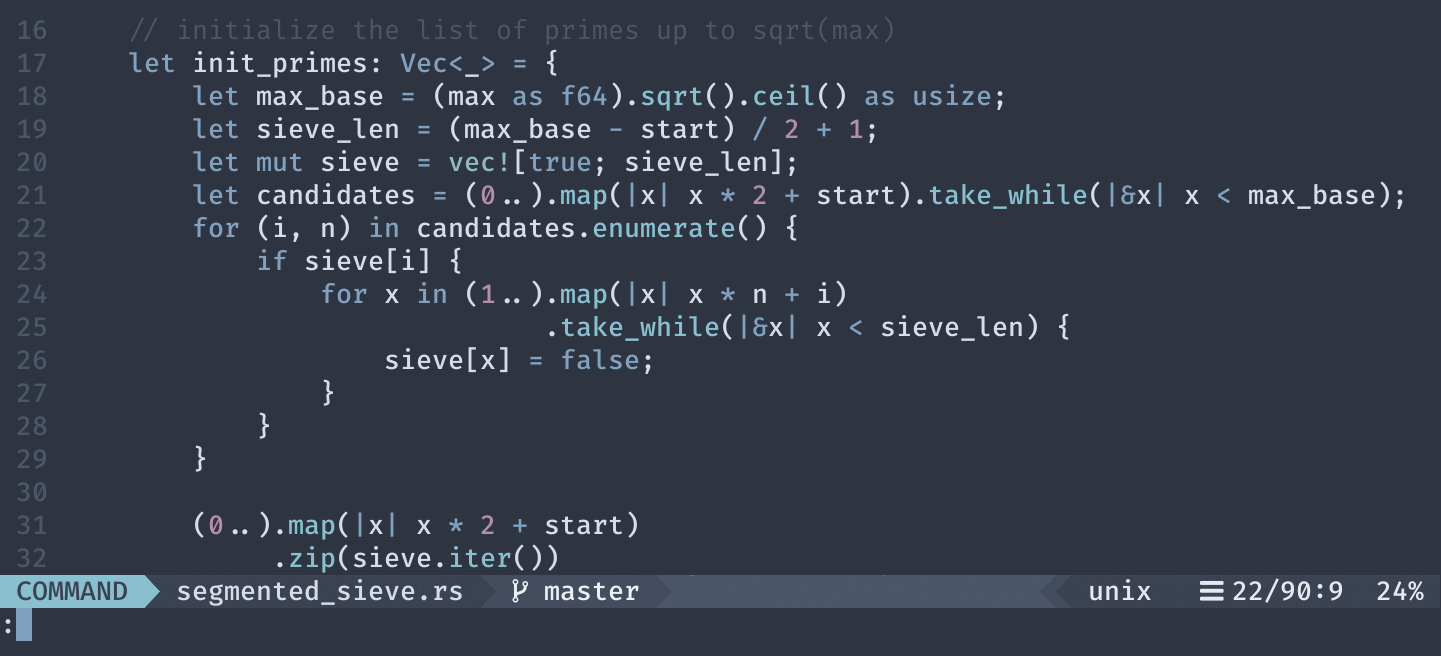 16     // initialize the list of primes up to sqrt(max)
17     let init_primes: Vec<_> = {
18         let max_base = (max as f64).sqrt().ceil() as usize;
19         let sieve_len = (max_base - start) / 2 + 1;
20         let mut sieve = vec![true; sieve_len];
21         let candidates = (0..).map(|x| x * 2 + start).take_while(|&x| x < max_base);
22         for (i, n) in candidates.enumerate() {
23             if sieve[i] {
24                 for x in (1..).map(|x| x * n + i)
25                               .take_while(|&x| x < sieve_len) {
26                     sieve[x] = false;
27                 }
28             }
29         }
30
31         (0..).map(|x| x * 2 + start)
32              .zip(sieve.iter())
COMMAND segmented_sieve.rs master unix ☰ 22/90:9 24%
: